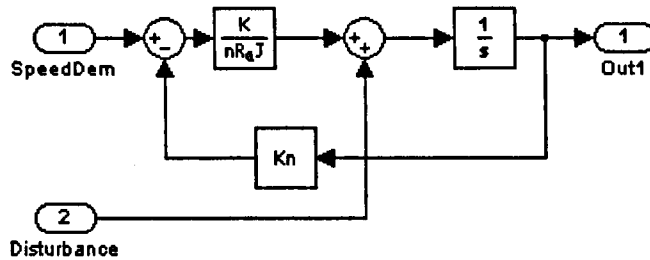 1
SpeedDem
+
−
K
nRaJ
+
+
1
s
1
Out1
Kn
2
Disturbance